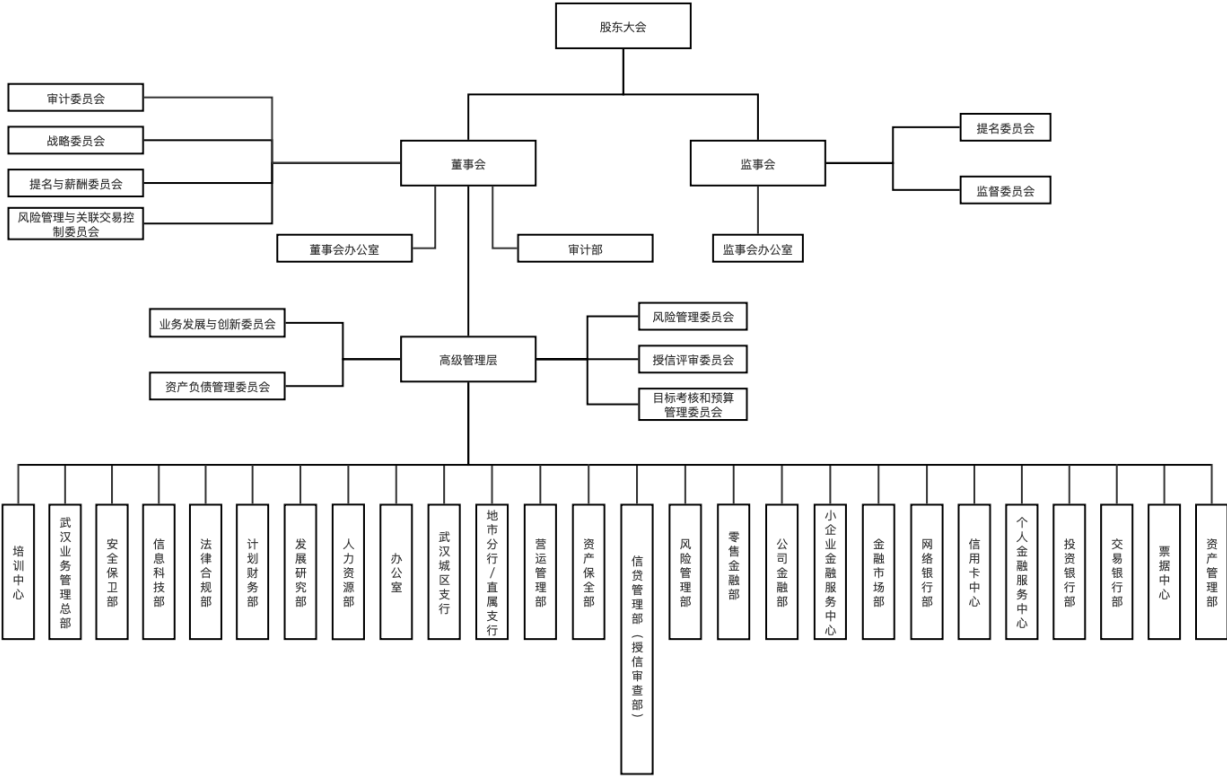 股东大会
审计委员会
战略委员会
提名与薪酬委员会
风险管理与关联交易控
制委员会
董事会
监事会
提名委员会
监督委员会
董事会办公室
审计部
监事会办公室
业务发展与创新委员会
资产负债管理委员会
高级管理层
风险管理委员会
授信评审委员会
目标考核和预算
管理委员会
培训中心
武汉业务管理总部
安全保卫部
信息科技部
法律合规部
计划财务部
发展研究部
人力资源部
办公室
武汉城区支行
地市分行/直属支行
营运管理部
资产保全部
信贷管理部（授信审查部）
风险管理部
零售金融部
公司金融部
小企业金融服务中心
金融市场部
网络银行部
信用卡中心
个人金融服务中心
投资银行部
交易银行部
票据中心
资产管理部